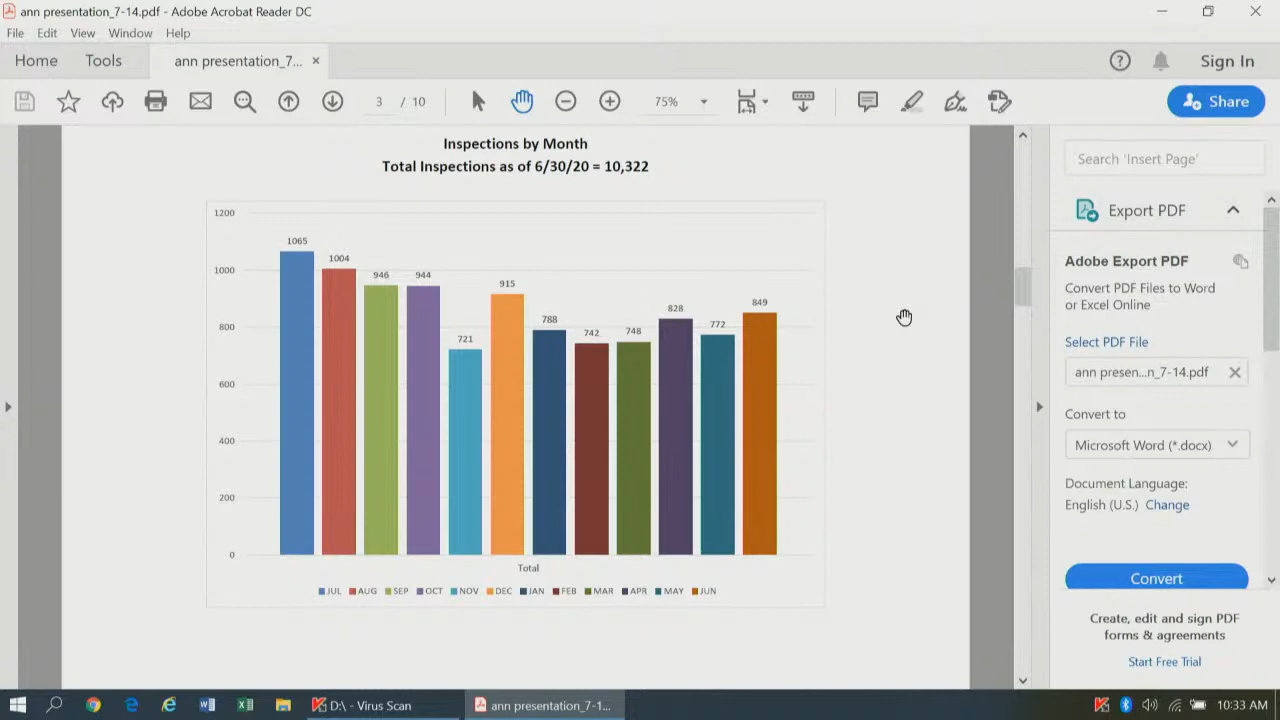 ann presentation_7-14.pdf - Adobe Acrobat Reader DC
File Edit View Window Help
Home Tools ann presentation_7... × Sign In
3 / 10 75% Share
Inspections by Month
Total Inspections as of 6/30/20 = 10,322
1200
1000
800
600
400
200
0
1065 1004 946 944 721 915 788 742 748 828 772 849
Total
JUL AUG SEP OCT NOV DEC JAN FEB MAR APR MAY JUN
Search 'Insert Page'
Export PDF
Adobe Export PDF
Convert PDF Files to Word
or Excel Online
Select PDF File
ann presen...n_7-14.pdf
Convert to
Microsoft Word (*.docx)
Document Language:
English (U.S.) Change
Convert
Create, edit and sign PDF
forms & agreements
Start Free Trial
D:\ - Virus Scan ann presentation_7-1... 10:33 AM